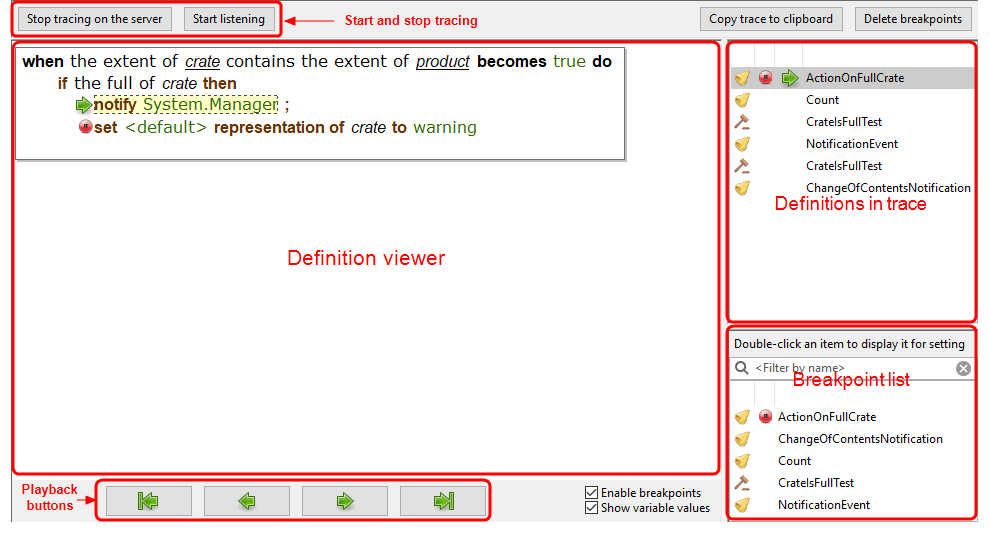 Stop tracing on the server
Start listening
Start and stop tracing
Copy trace to clipboard
Delete breakpoints
when the extent of crate contains the extent of product becomes true do
if the full of crate then
notify System.Manager ;
set <default> representation of crate to warning
Definition viewer
ActionOnFullCrate
Count
CrateIsFullTest
NotificationEvent
CrateIsFullTest
ChangeOfContentsNotification
Definitions in trace
Double-click an item to display it for setting
<Filter by name>
Breakpoint list
ActionOnFullCrate
ChangeOfContentsNotification
Count
CrateIsFullTest
NotificationEvent
Playback
buttons
Enable breakpoints
Show variable values